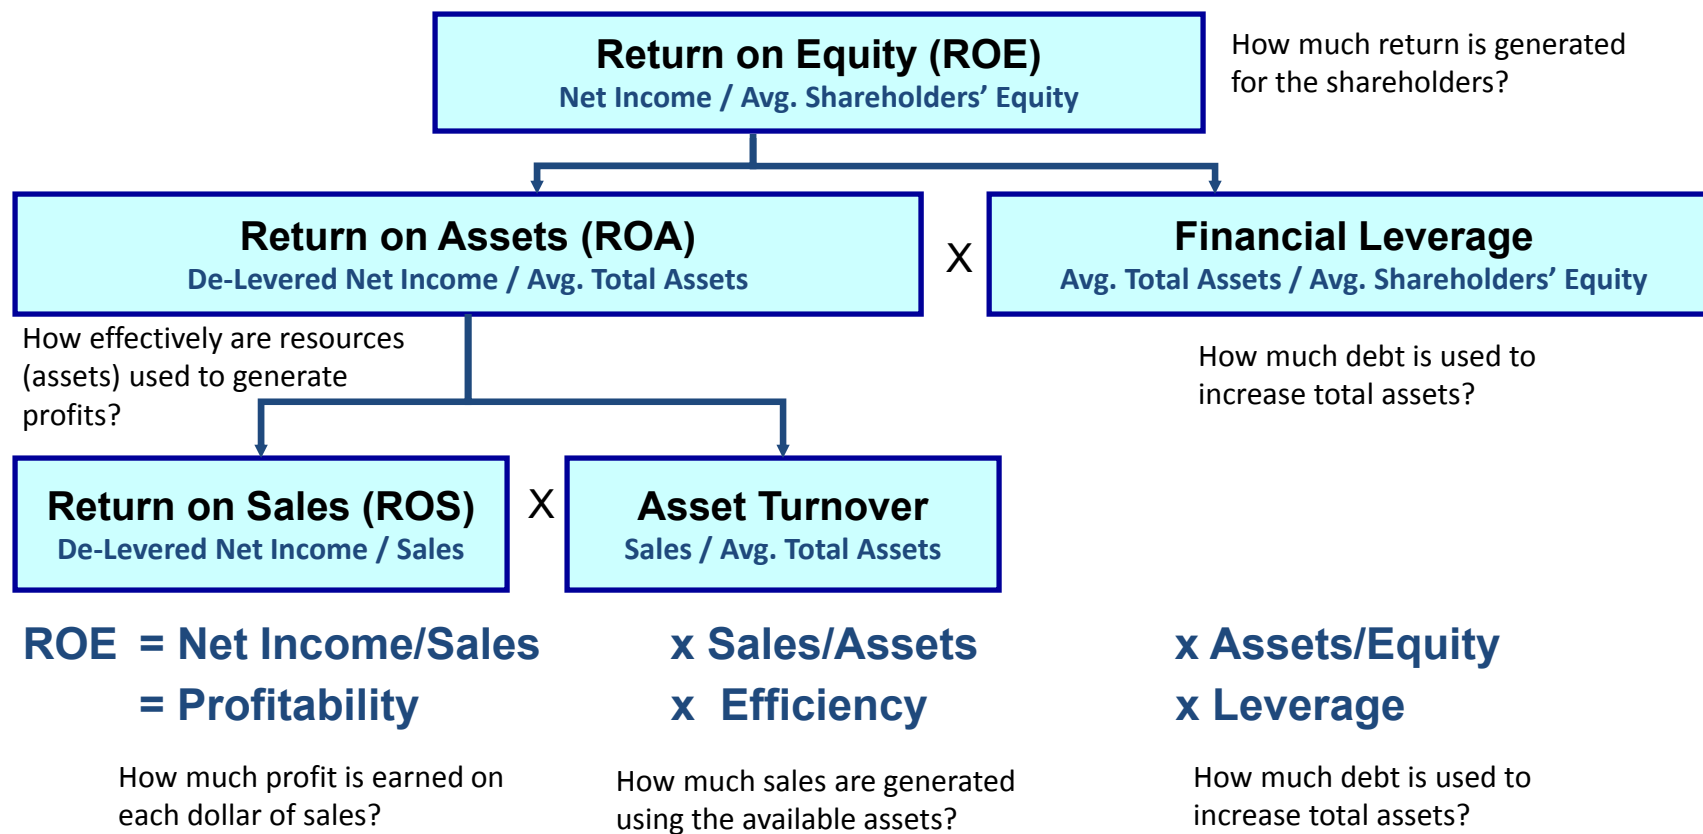 Return on Equity (ROE)
Net Income / Avg. Shareholders’ Equity
How much return is generated
for the shareholders?
Return on Assets (ROA)
De-Levered Net Income / Avg. Total Assets
X
Financial Leverage
Avg. Total Assets / Avg. Shareholders’ Equity
How effectively are resources
(assets) used to generate
profits?
How much debt is used to
increase total assets?
Return on Sales (ROS)
De-Levered Net Income / Sales
X
Asset Turnover
Sales / Avg. Total Assets
ROE = Net Income/Sales x Sales/Assets x Assets/Equity
= Profitability x Efficiency x Leverage
How much profit is earned on
each dollar of sales?
How much sales are generated
using the available assets?
How much debt is used to
increase total assets?